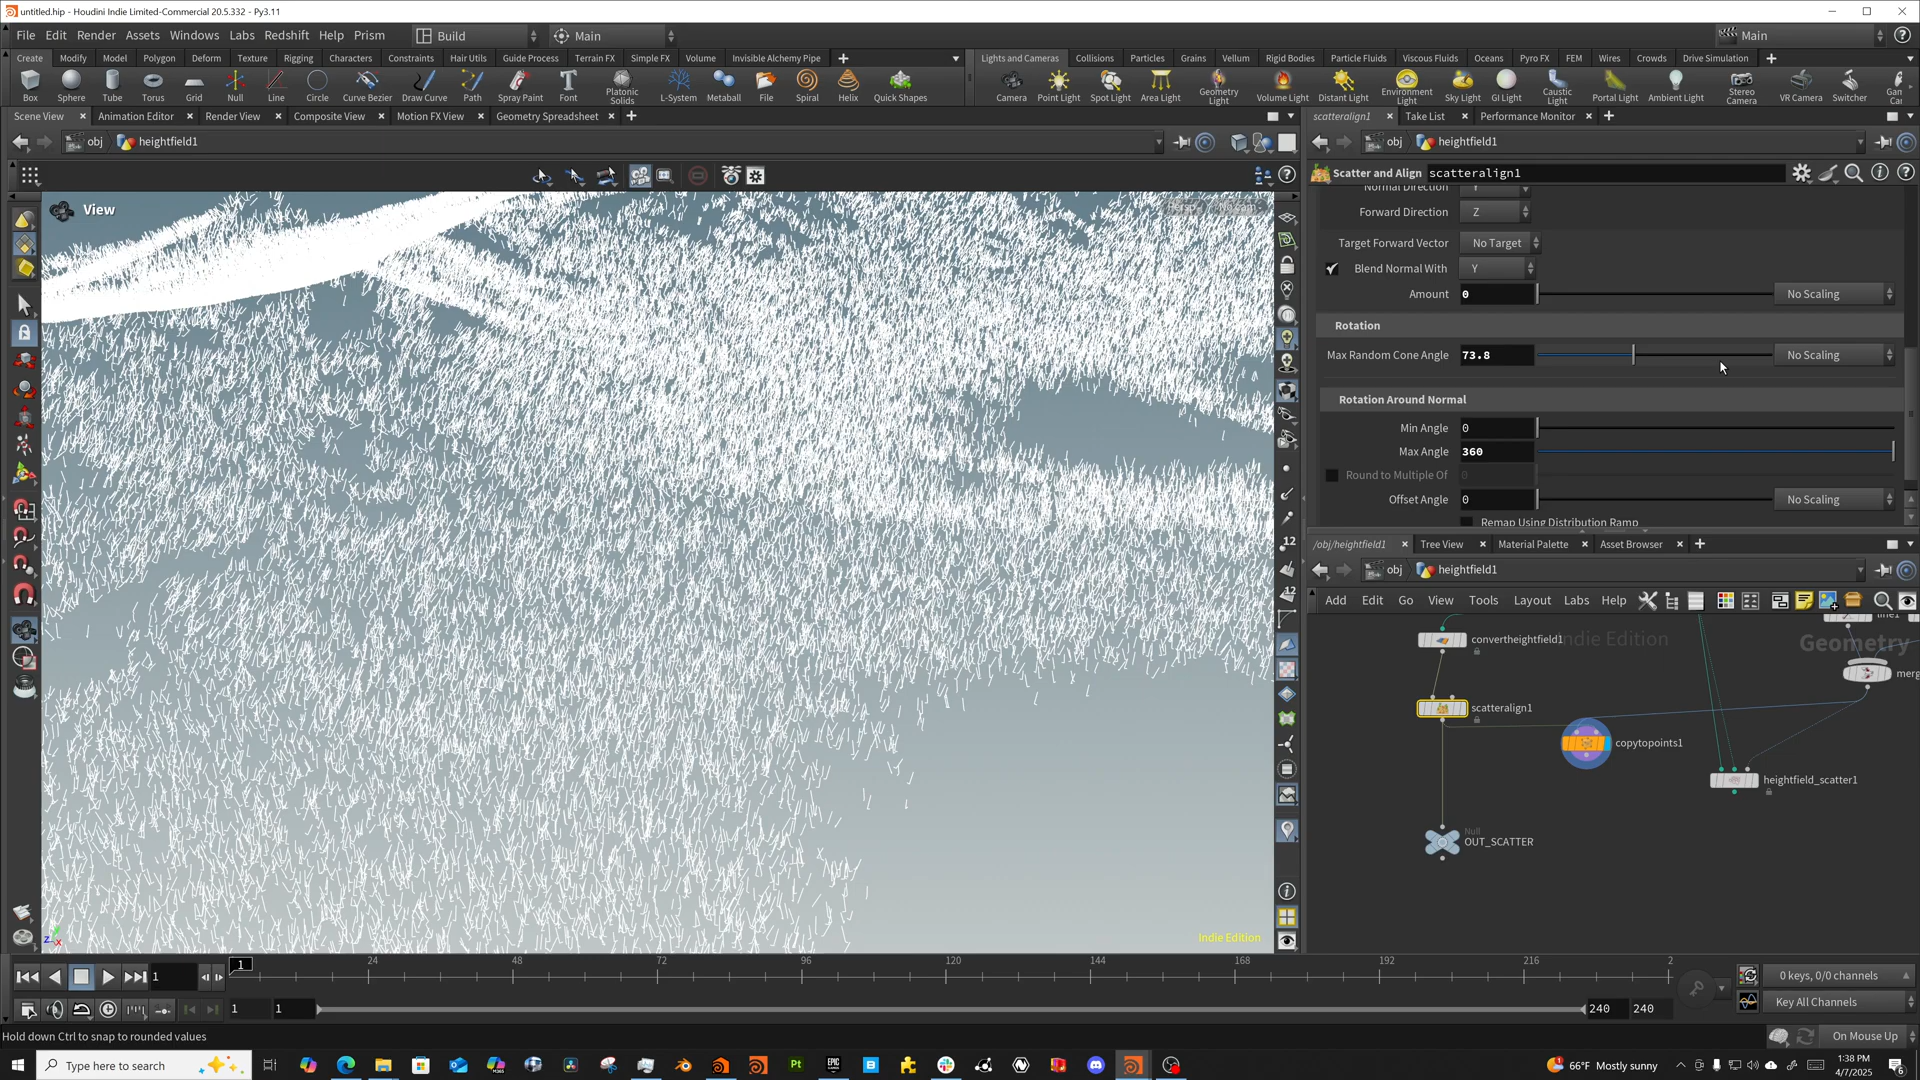 untitled.hip - Houdini Indie Limited-Commercial 20.5.332 - Py3.11
File Edit Render Assets Windows Labs Redshift Help Prism Build Main Main
Create Modify Model Polygon Deform Texture Rigging Characters Constraints Hair Utils Guide Process Terrain FX Simple FX Volume Invisible Alchemy Pipe
Lights and Cameras Collisions Particles Grains Vellum Rigid Bodies Particle Fluids Viscous Fluids Oceans Pyro FX FEM Wires Crowds Drive Simulation
Box Sphere Tube Torus Grid Null Line Circle Curve Bezier Draw Curve Path Spray Paint Font Platonic Solids L-System Metaball File Spiral Helix Quick Shapes
Camera Point Light Spot Light Area Light Geometry Light Volume Light Distant Light Environment Light Sky Light GI Light Caustic Light Portal Light Ambient Light Stereo Camera VR Camera Switcher
Scene View Animation Editor Render View Composite View Motion FX View Geometry Spreadsheet
scatteralign1 Take List Performance Monitor
obj heightfield1
obj heightfield1
Scatter and Align scatteralign1
View
Normal Direction Y
Forward Direction Z
Target Forward Vector No Target
Blend Normal With Y
Amount 0 No Scaling
Rotation
Max Random Cone Angle 73.8 No Scaling
Rotation Around Normal
Min Angle 0
Max Angle 360
Round to Multiple Of 0
Offset Angle 0 No Scaling
Remap Using Distribution Ramp
/obj/heightfield1 Tree View Material Palette Asset Browser
obj heightfield1
Add Edit Go View Tools Layout Labs Help
Indie Edition
Geometry
convertheightfield1
line1
merg
scatteralign1
copytopoints1
heightfield_scatter1
Null
OUT_SCATTER
12
12
z x
Indie Edition
1
1 24 48 72 96 120 144 168 192 216 2
0 keys, 0/0 channels
1 1 240 240
Key All Channels
Hold down Ctrl to snap to rounded values
On Mouse Up
Type here to search
66°F Mostly sunny
1:38 PM
4/7/2025
6